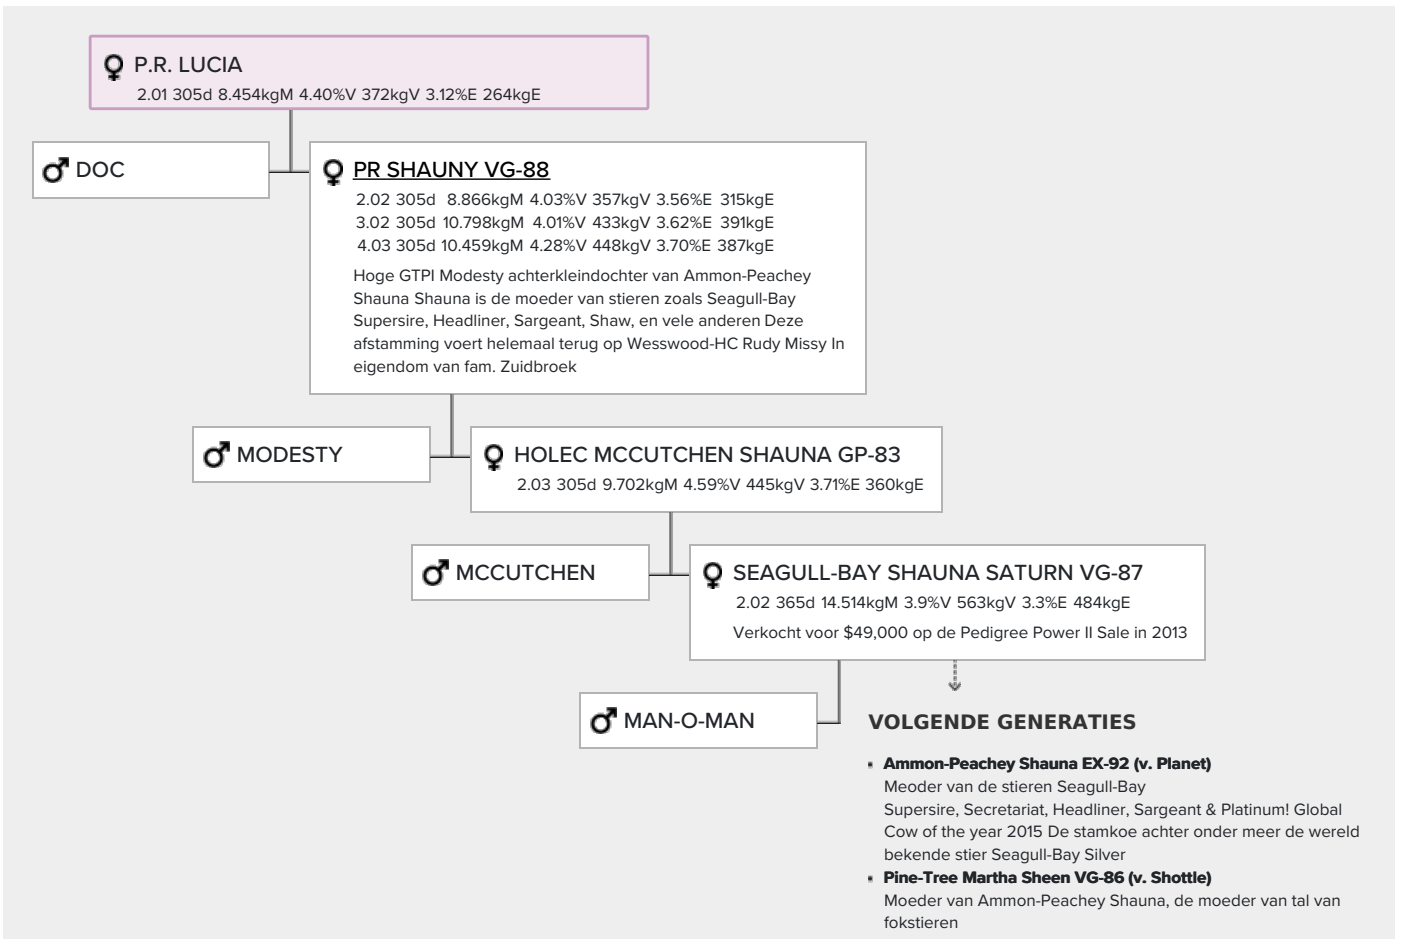 P.R. LUCIA
2.01 305d 8.454kgM 4.40%V 372kgV 3.12%E 264kgE
DOC
PR SHAUNY VG-88
2.02 305d 8.866kgM 4.03%V 357kgV 3.56%E 315kgE
3.02 305d 10.798kgM 4.01%V 433kgV 3.62%E 391kgE
4.03 305d 10.459kgM 4.28%V 448kgV 3.70%E 387kgE
Hoge GTPI Modesty achterkleindochter van Ammon-Peachey
Shauna Shauna is de moeder van stieren zoals Seagull-Bay
Supersire, Headliner, Sargeant, Shaw, en vele anderen Deze
afstamming voert helemaal terug op Wesswood-HC Rudy Missy In
eigendom van fam. Zuidbroek
MODESTY
HOLEC MCCUTCHEN SHAUNA GP-83
2.03 305d 9.702kgM 4.59%V 445kgV 3.71%E 360kgE
MCCUTCHEN
SEAGULL-BAY SHAUNA SATURN VG-87
2.02 365d 14.514kgM 3.9%V 563kgV 3.3%E 484kgE
Verkocht voor $49,000 op de Pedigree Power II Sale in 2013
MAN-O-MAN
VOLGENDE GENERATIES
Ammon-Peachey Shauna EX-92 (v. Planet)
Meoder van de stieren Seagull-Bay
Supersire, Secretariat, Headliner, Sargeant & Platinum! Global
Cow of the year 2015 De stamkoe achter onder meer de wereld
bekende stier Seagull-Bay Silver
Pine-Tree Martha Sheen VG-86 (v. Shottle)
Moeder van Ammon-Peachey Shauna, de moeder van tal van
fokstieren